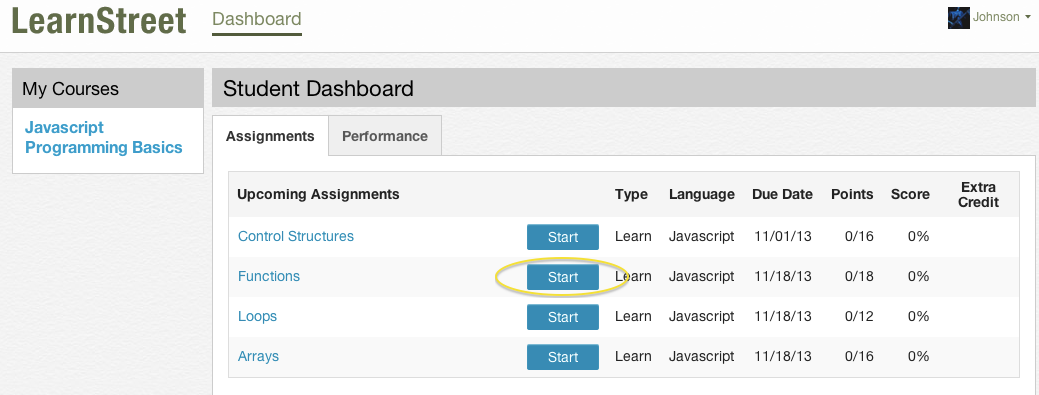 LearnStreet Dashboard Johnson
My Courses
Student Dashboard
Javascript
Programming Basics
Assignments Performance
Upcoming Assignments Type Language Due Date Points Score Extra
Credit
Control Structures Start Learn Javascript 11/01/13 0/16 0%
Functions Start Learn Javascript 11/18/13 0/18 0%
Loops Start Learn Javascript 11/18/13 0/12 0%
Arrays Start Learn Javascript 11/18/13 0/16 0%